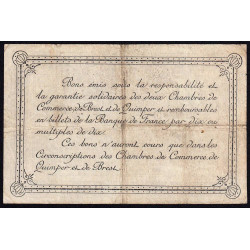 Bons émis sous la responsabilité et
la garantie solidaires des deux Chambres de
Commerce, de Brest et de Quimper et remboursables
en billets de la Banque de France par dix ou
multiples de dix.
Ces bons n'auront cours que dans les
Circonscriptions des Chambres de Commerce, de
Quimper et de Brest.